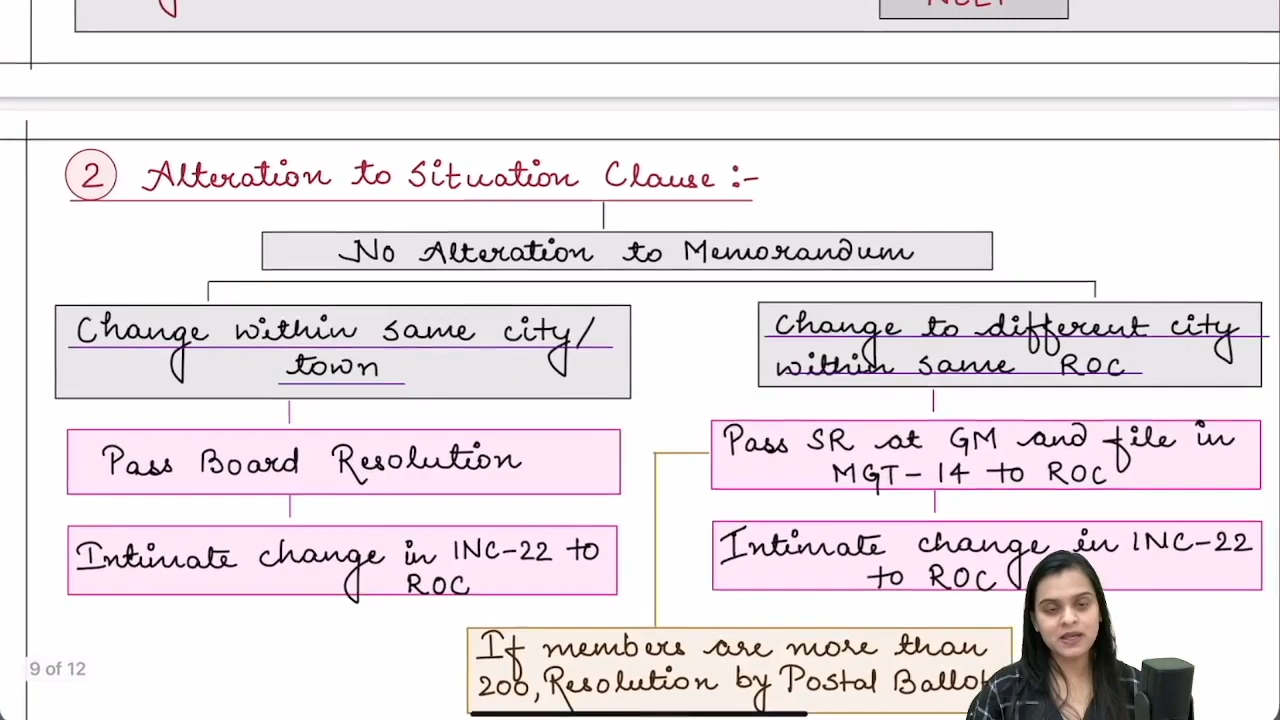 ② Alteration to Situation Clause :-
No Alteration to Memorandum
Change within same city/
town
Pass Board Resolution
Intimate change in INC-22 to
ROC
Change to different city
within same ROC
Pass SR at GM and file in
MGT-14 to ROC
Intimate change in INC-22
to ROC
If members are more than
200, Resolution by Postal Ballot
9 of 12